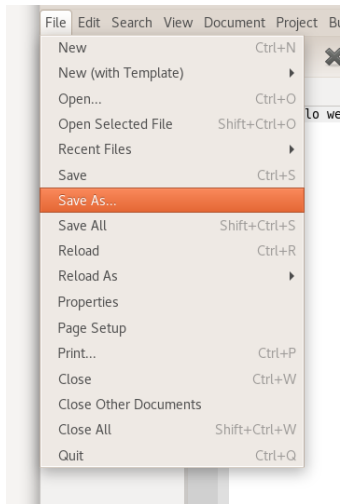 File Edit Search View Document Project
New Ctrl+N
New (with Template)
Open... Ctrl+O
lo we
Open Selected File Shift+Ctrl+O
Recent Files
Save Ctrl+S
Save As...
Save All Shift+Ctrl+S
Reload Ctrl+R
Reload As
Properties
Page Setup
Print... Ctrl+P
Close Ctrl+W
Close Other Documents
Close All Shift+Ctrl+W
Quit Ctrl+Q